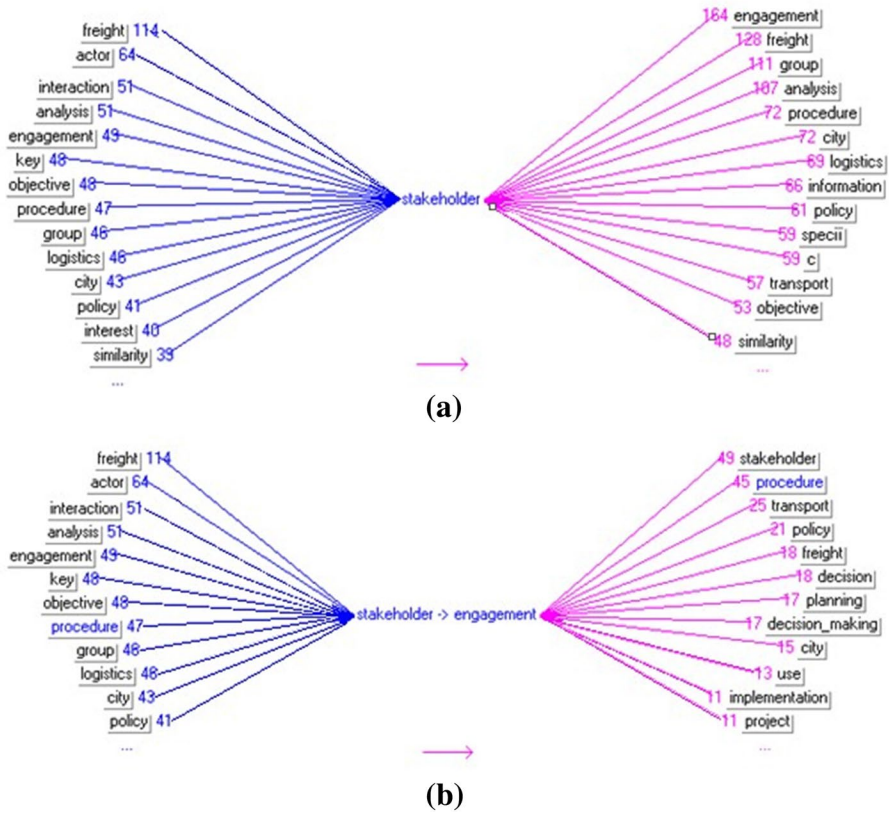 freight 114
actor 64
interaction 51
analysis 51
engagement 49
key 48
objective 48
procedure 47
group 46
logistics 46
city 43
policy 41
interest 40
similarity 39
...
stakeholder
164 engagement
128 freight
111 group
107 analysis
72 procedure
72 city
69 logistics
66 information
61 policy
59 specii
59 c
57 transport
53 objective
48 similarity
...
(a)
freight 114
actor 64
interaction 51
analysis 51
engagement 49
key 48
objective 48
procedure 47
group 46
logistics 46
city 43
policy 41
...
stakeholder -> engagement
49 stakeholder
45 procedure
25 transport
21 policy
18 freight
18 decision
17 planning
17 decision_making
15 city
13 use
11 implementation
11 project
...
(b)